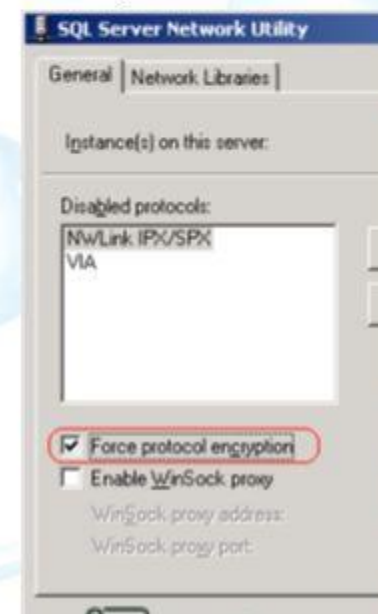 SQL Server Network Utility
General
Network Libraries
Instance(s) on this server:
Disabled protocols:
NWLink IPX/SPX
VIA
Force protocol encryption
Enable WinSock proxy
WinSock proxy address:
WinSock proxy port: